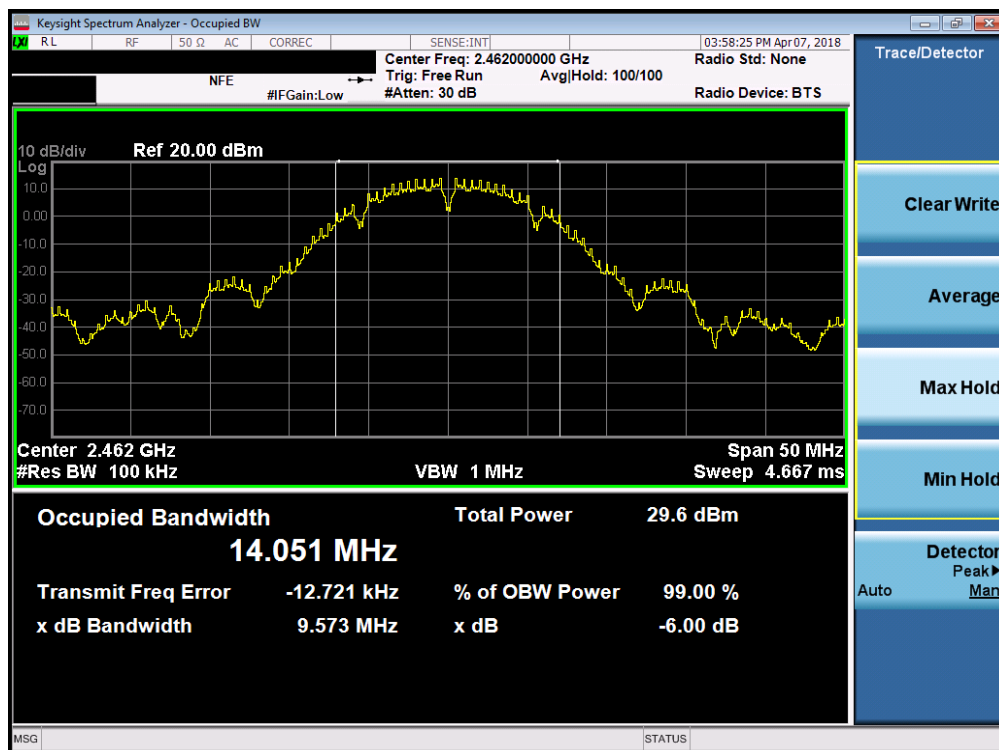 Keysight Spectrum Analyzer - Occupied BW
LXI RL RF 50 Ω AC CORREC SENSE:INT 03:58:25 PM Apr 07, 2018
Center Freq: 2.462000000 GHz Radio Std: None
NFE Trig: Free Run Avg|Hold: 100/100
#IFGain:Low #Atten: 30 dB Radio Device: BTS
10 dB/div Ref 20.00 dBm
Log
10.0
0.00
-10.0
-20.0
-30.0
-40.0
-50.0
-60.0
-70.0
Center 2.462 GHz Span 50 MHz
#Res BW 100 kHz VBW 1 MHz Sweep 4.667 ms
Occupied Bandwidth Total Power 29.6 dBm
14.051 MHz
Transmit Freq Error -12.721 kHz % of OBW Power 99.00 %
x dB Bandwidth 9.573 MHz x dB -6.00 dB
Trace/Detector
Clear Write
Average
Max Hold
Min Hold
Detector
Peak
Auto Man
MSG STATUS